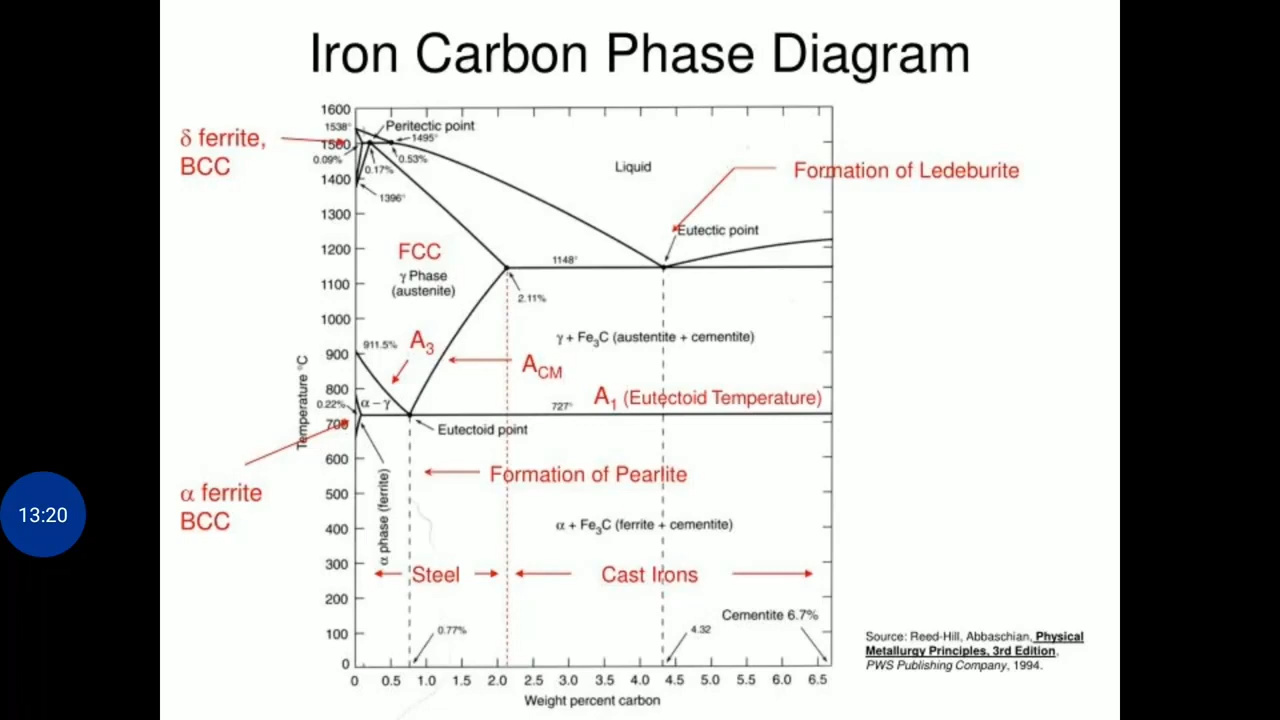 Iron Carbon Phase Diagram
δ ferrite,
BCC
α ferrite
BCC
13:20
Temperature °C
1600
1500
1400
1300
1200
1100
1000
900
800
700
600
500
400
300
200
100
0
1538°
Peritectic point
1495°
0.09%
0.53%
0.17%
1396°
Liquid
Formation of Ledeburite
Eutectic point
FCC
γ Phase
(austenite)
1148°
2.11%
γ + Fe3C (austentite + cementite)
911.5%
A3
ACM
A1 (Eutectoid Temperature)
0.22%
α – γ
727°
Eutectoid point
Formation of Pearlite
α phase (ferrite)
α + Fe3C (ferrite + cementite)
Steel
Cast Irons
Cementite 6.7%
0.77%
4.32
0.0 0.5 1.0 1.5 2.0 2.5 3.0 3.5 4.0 4.5 5.0 5.5 6.0 6.5
Weight percent carbon
Source: Reed-Hill, Abbaschian, Physical
Metallurgy Principles, 3rd Edition,
PWS Publishing Company, 1994.